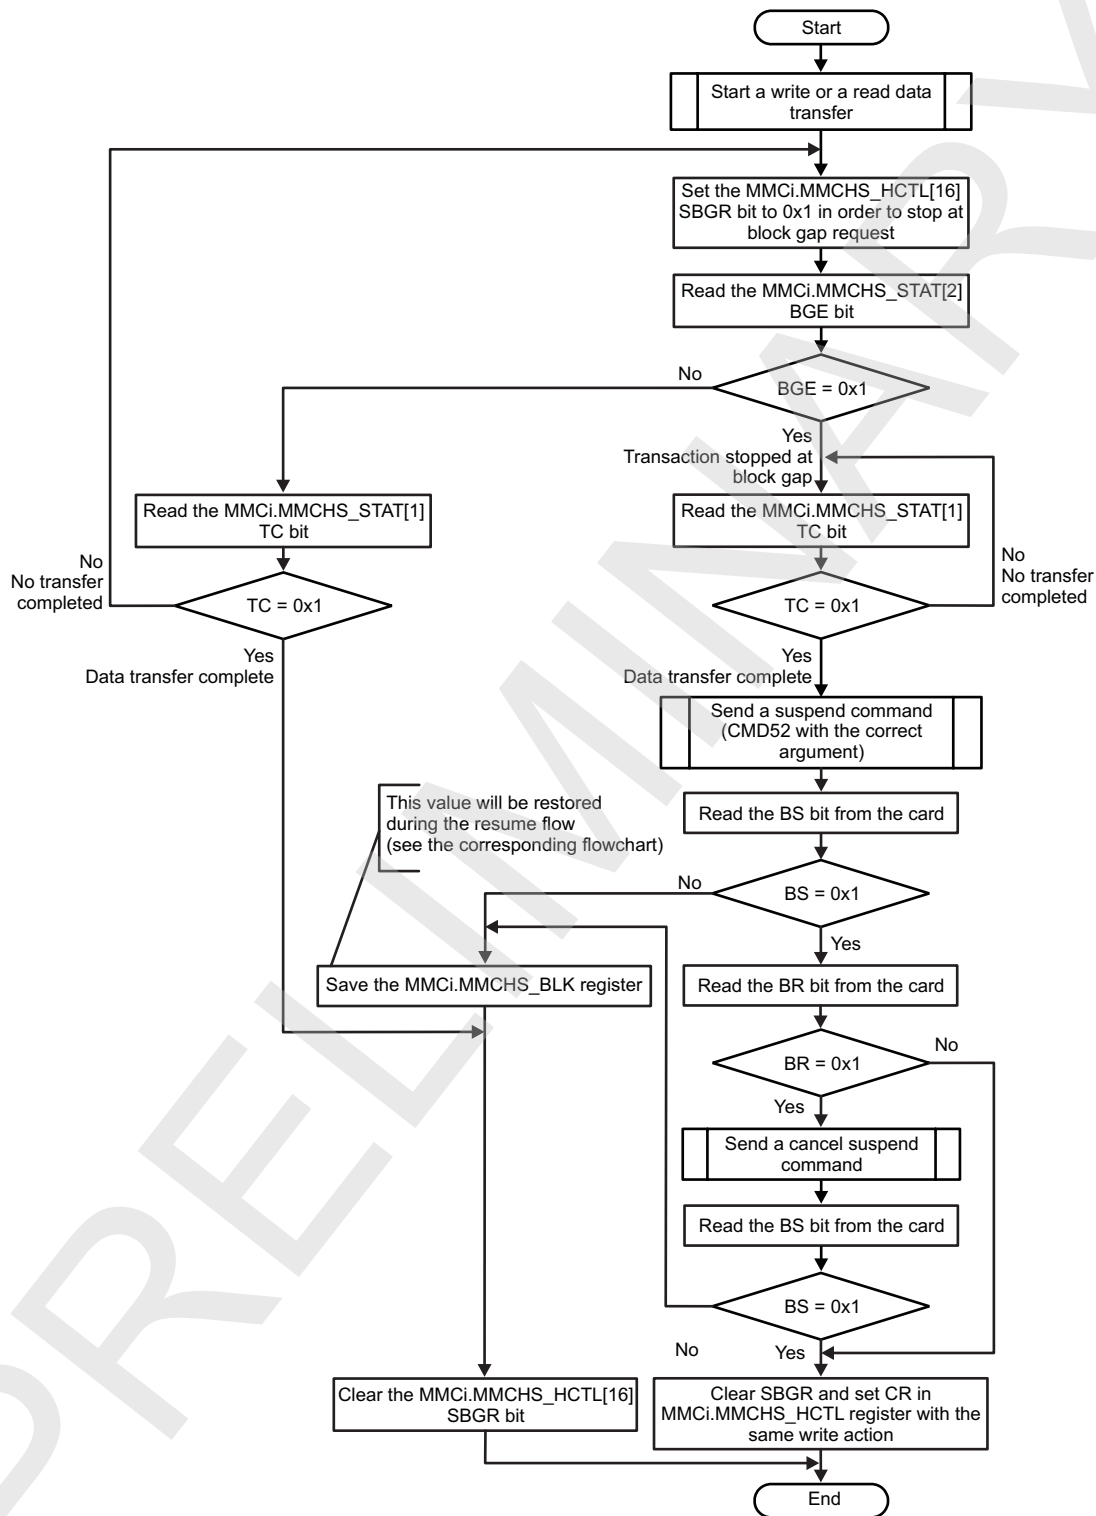 Start
Start a write or a read data
transfer
Set the MMCi.MMCHS_HCTL[16]
SBGR bit to 0x1 in order to stop at
block gap request
Read the MMCi.MMCHS_STAT[2]
BGE bit
No
BGE = 0x1
Yes
Transaction stopped at
block gap
Read the MMCi.MMCHS_STAT[1]
TC bit
Read the MMCi.MMCHS_STAT[1]
TC bit
No
No transfer
completed
TC = 0x1
TC = 0x1
No
No transfer
completed
Yes
Data transfer complete
Yes
Data transfer complete
Send a suspend command
(CMD52 with the correct
argument)
This value will be restored
during the resume flow
(see the corresponding flowchart)
Read the BS bit from the card
No
BS = 0x1
Yes
Save the MMCi.MMCHS_BLK register
Read the BR bit from the card
BR = 0x1
No
Yes
Send a cancel suspend
command
Read the BS bit from the card
BS = 0x1
No
Yes
Clear the MMCi.MMCHS_HCTL[16]
SBGR bit
Clear SBGR and set CR in
MMCi.MMCHS_HCTL register with the
same write action
End
PRELIMINARY